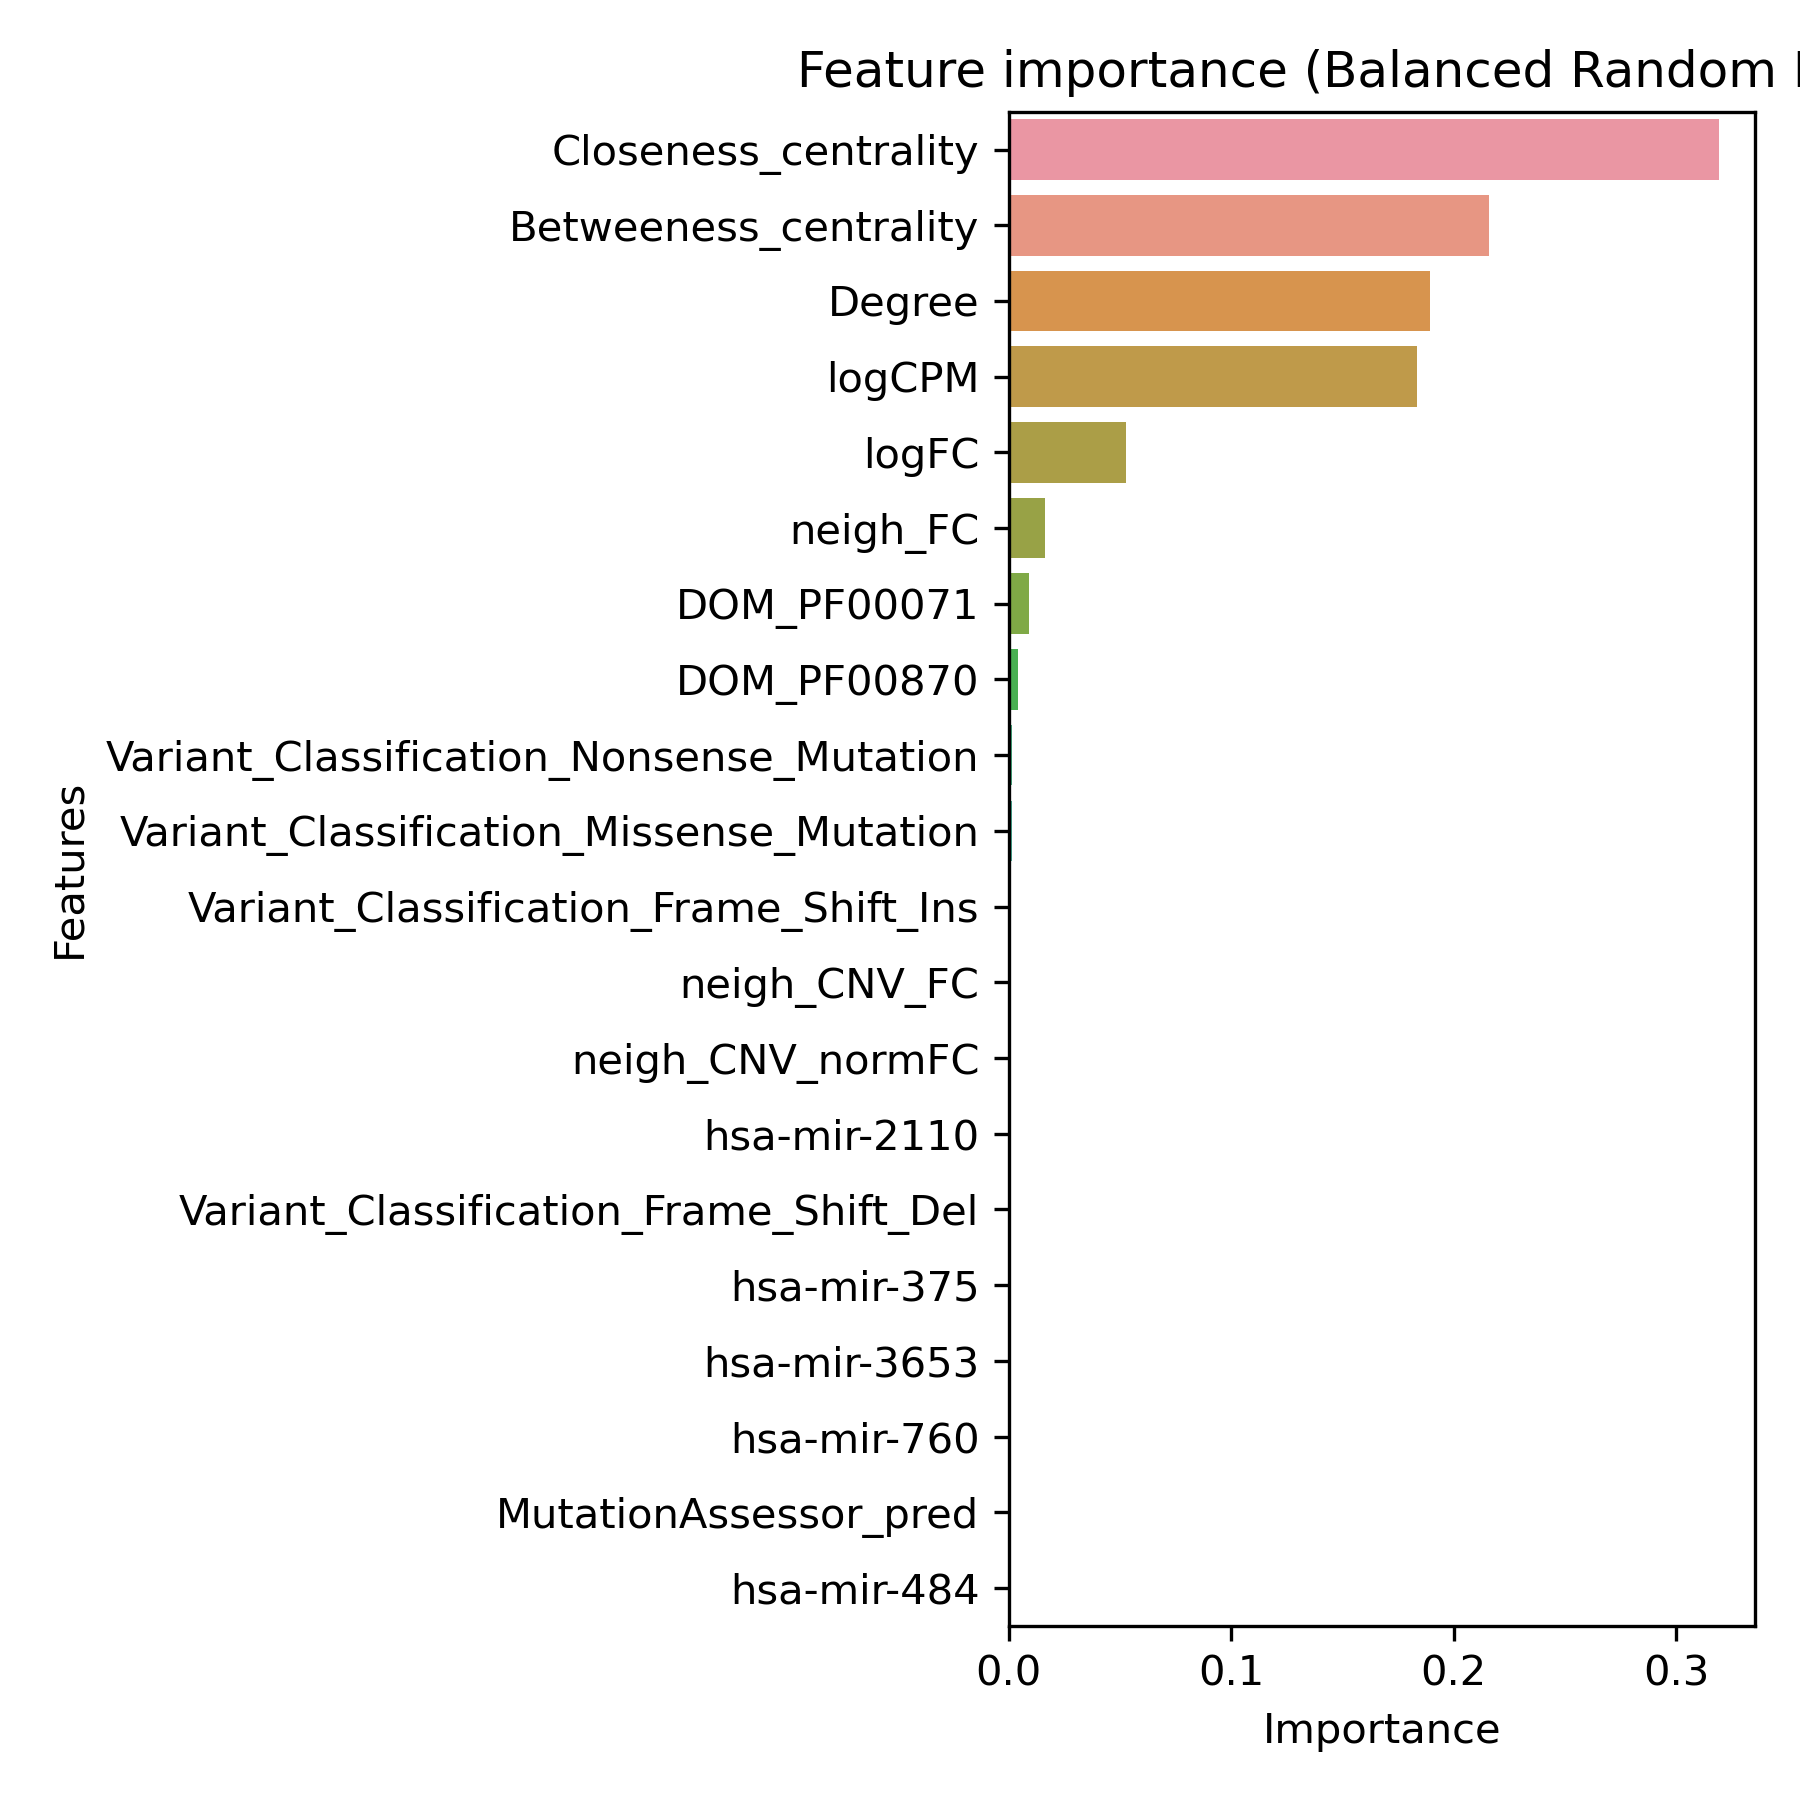 Feature importance (Balanced Random
Closeness_centrality
Betweeness_centrality
Degree
logCPM
logFC
neigh_FC
DOM_PF00071
DOM_PF00870
Variant_Classification_Nonsense_Mutation
Variant_Classification_Missense_Mutation
Variant_Classification_Frame_Shift_Ins
neigh_CNV_FC
neigh_CNV_normFC
hsa-mir-2110
Variant_Classification_Frame_Shift_Del
hsa-mir-375
hsa-mir-3653
hsa-mir-760
MutationAssessor_pred
hsa-mir-484
Features
0.0 0.1 0.2 0.3
Importance